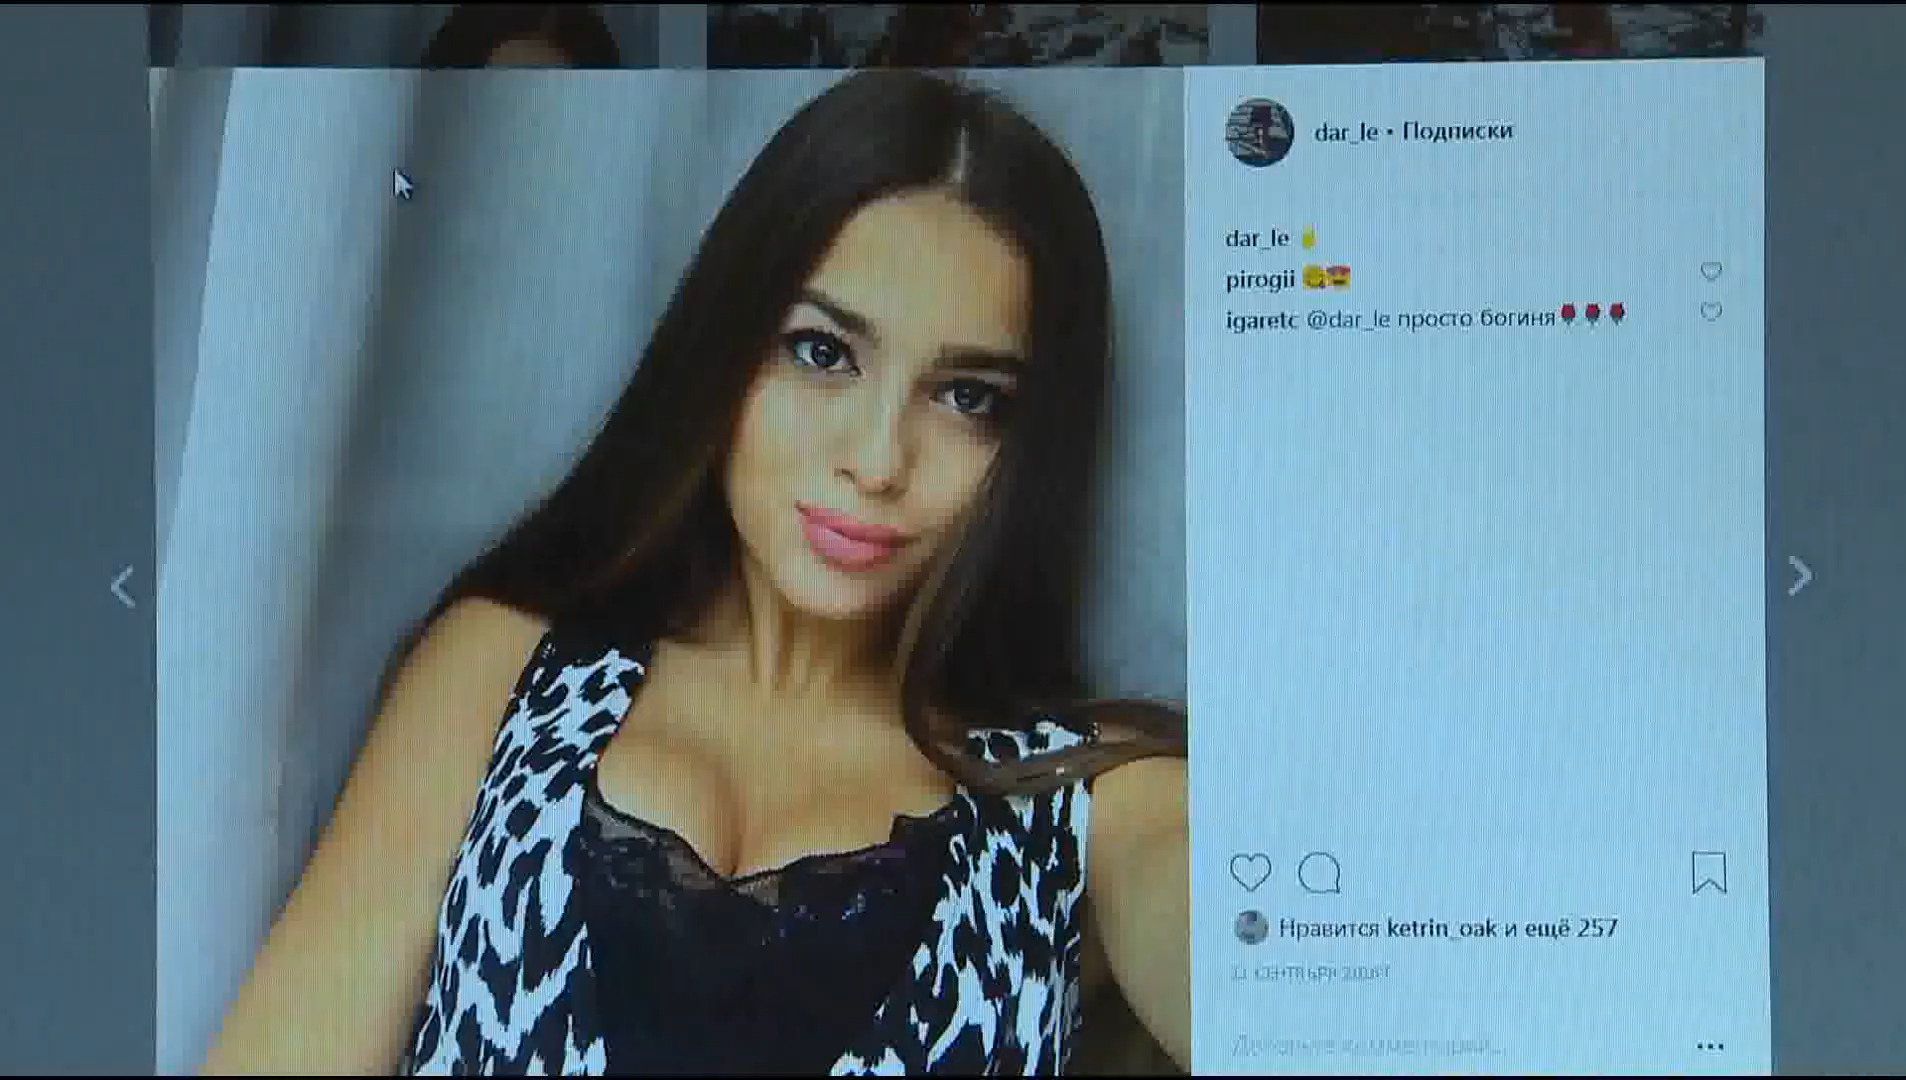 dar_le • Подписки
dar_le
pirogii
igaretc @dar_le просто богиня
Нравится ketrin_oak и ещё 257